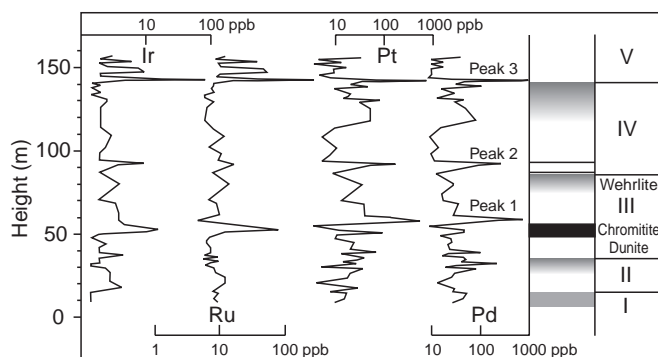 10 100 ppb 10 1000 ppb
Ir Pt V
150
Peak 3
IV
100
Peak 2
Wehrlite
III
Peak 1
Chromitite
50
Dunite
II
0 Ru Pd I
1 10 100 ppb 10 100 1000 ppb
Height (m)